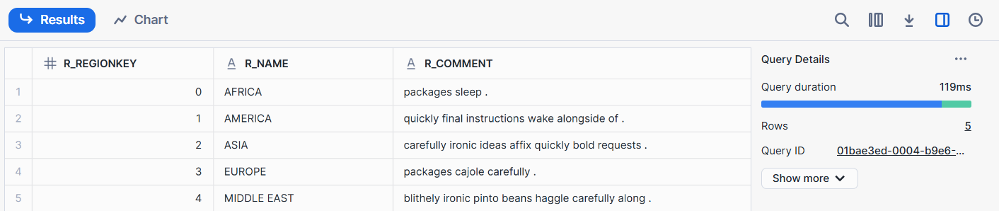 Results Chart
# R_REGIONKEY A R_NAME A R_COMMENT
1 0 AFRICA packages sleep .
2 1 AMERICA quickly final instructions wake alongside of .
3 2 ASIA carefully ironic ideas affix quickly bold requests .
4 3 EUROPE packages cajole carefully .
5 4 MIDDLE EAST blithely ironic pinto beans haggle carefully along .
Query Details ...
Query duration 119ms
Rows 5
Query ID 01bae3ed-0004-b9e6-...
Show more